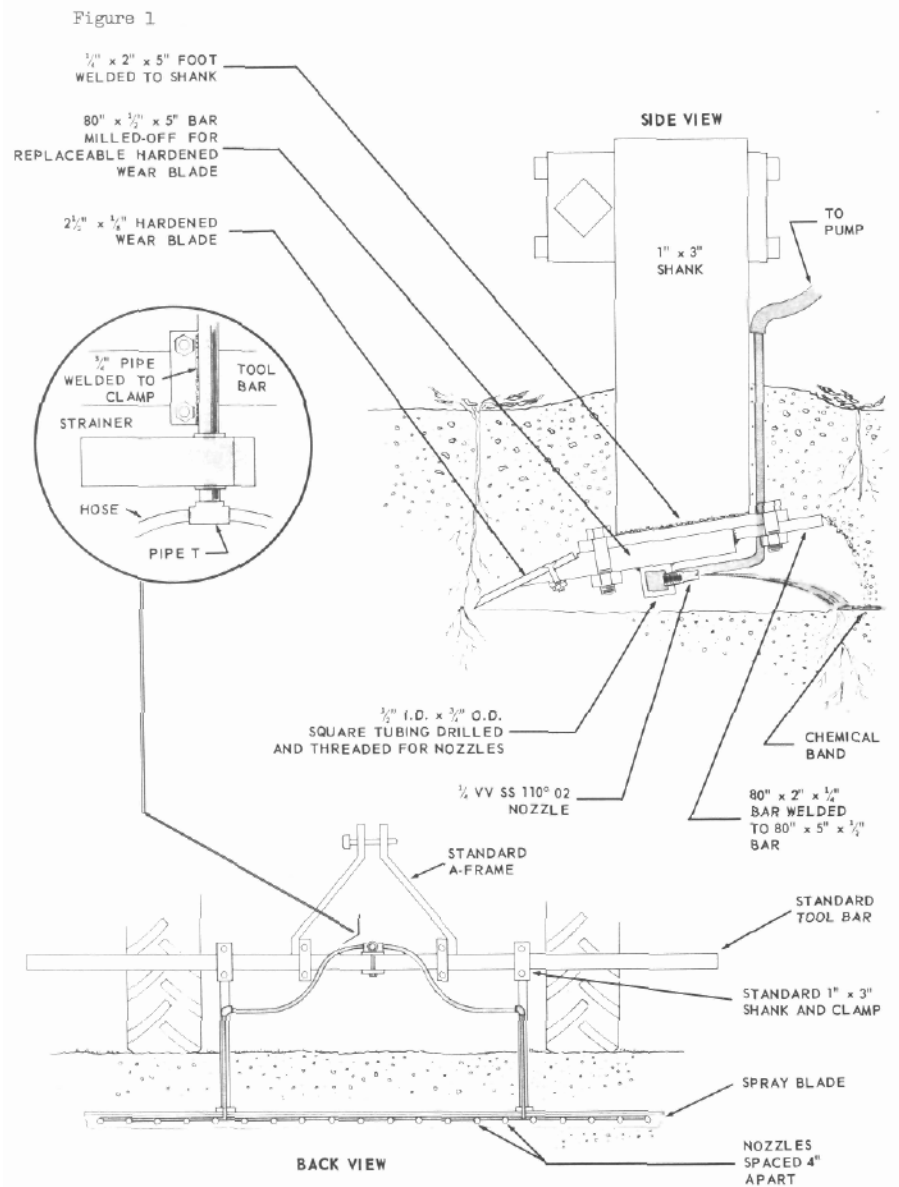 Figure 1
¼" x 2" x 5" FOOT
WELDED TO SHANK
80" x ½" x 5" BAR
MILLED-OFF FOR
REPLACEABLE HARDENED
WEAR BLADE
2½" x ⅛" HARDENED
WEAR BLADE
SIDE VIEW
TO
PUMP
1" x 3"
SHANK
¾" PIPE
WELDED TO
CLAMP
TOOL
BAR
STRAINER
HOSE
PIPE T
½" I.D. x ¾" O.D.
SQUARE TUBING DRILLED
AND THREADED FOR NOZZLES
¼ VV SS 110° 02
NOZZLE
CHEMICAL
BAND
80" x 2" x ¼"
BAR WELDED
TO 80" x 5" x ½"
BAR
STANDARD
A-FRAME
STANDARD
TOOL BAR
STANDARD 1" x 3"
SHANK AND CLAMP
SPRAY BLADE
NOZZLES
SPACED 4"
APART
BACK VIEW